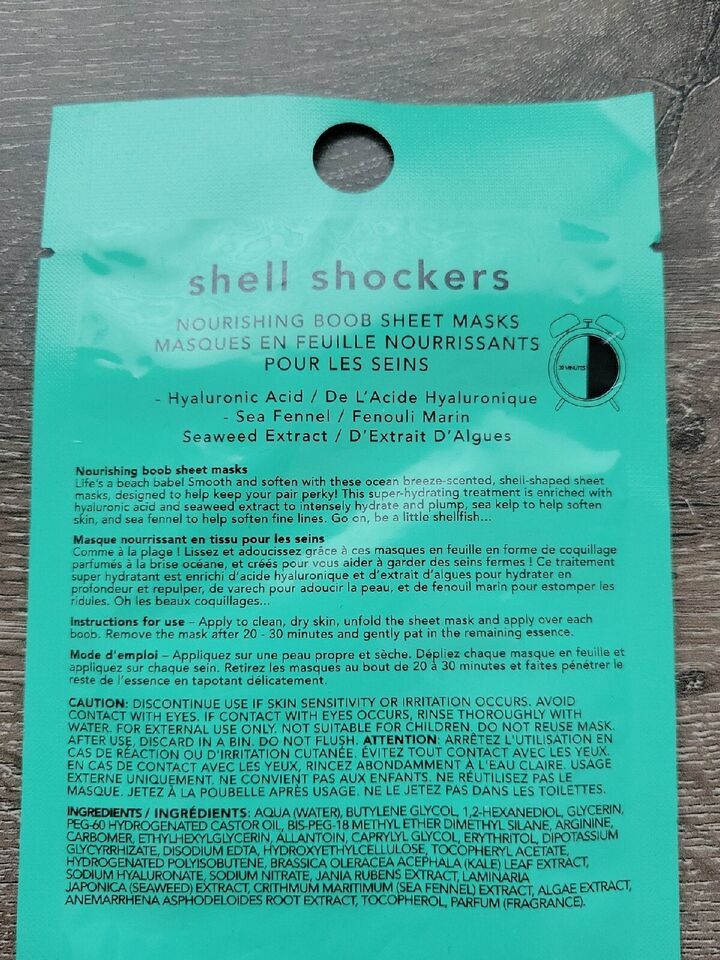 shell shockers
NOURISHING BOOB SHEET MASKS
MASQUES EN FEUILLE NOURRISSANTS
POUR LES SEINS
30 MINUTES
- Hyaluronic Acid / De L'Acide Hyaluronique
- Sea Fennel / Fenouli Marin
Seaweed Extract / D'Extrait D'Algues
Nourishing boob sheet masks
Life's a beach babe! Smooth and soften with these ocean breeze-scented, shell-shaped sheet
masks, designed to help keep your pair perky! This super-hydrating treatment is enriched with
hyaluronic acid and seaweed extract to intensely hydrate and plump, sea kelp to help soften
skin, and sea fennel to help soften fine lines. Go on, be a little shellfish...
Masque nourrissant en tissu pour les seins
Comme à la plage ! Lissez et adoucissez grâce à ces masques en feuille en forme de coquillage
parfumés à la brise océane, et créés pour vous aider à garder des seins fermes ! Ce traitement
super hydratant est enrichi d'acide hyaluronique et d'extrait d'algues pour hydrater en
profondeur et repulper, de varech pour adoucir la peau, et de fenouil marin pour estomper les
ridules. Oh les beaux coquillages...
Instructions for use – Apply to clean, dry skin, unfold the sheet mask and apply over each
boob. Remove the mask after 20 - 30 minutes and gently pat in the remaining essence.
Mode d'emploi – Appliquez sur une peau propre et sèche. Dépliez chaque masque en feuille et
appliquez sur chaque sein. Retirez les masques au bout de 20 à 30 minutes et faites pénétrer le
reste de l'essence en tapotant délicatement.
CAUTION: DISCONTINUE USE IF SKIN SENSITIVITY OR IRRITATION OCCURS. AVOID
CONTACT WITH EYES. IF CONTACT WITH EYES OCCURS, RINSE THOROUGHLY WITH
WATER. FOR EXTERNAL USE ONLY. NOT SUITABLE FOR CHILDREN. DO NOT REUSE MASK.
AFTER USE, DISCARD IN A BIN. DO NOT FLUSH. ATTENTION: ARRÊTEZ L'UTILISATION EN
CAS DE RÉACTION OU D'IRRITATION CUTANÉE. ÉVITEZ TOUT CONTACT AVEC LES YEUX.
EN CAS DE CONTACT AVEC LES YEUX, RINCEZ ABONDAMMENT À L'EAU CLAIRE. USAGE
EXTERNE UNIQUEMENT. NE CONVIENT PAS AUX ENFANTS. NE RÉUTILISEZ PAS LE
MASQUE. JETEZ À LA POUBELLE APRÈS USAGE. NE LE JETEZ PAS DANS LES TOILETTES.
INGREDIENTS / INGRÉDIENTS: AQUA (WATER), BUTYLENE GLYCOL, 1,2-HEXANEDIOL, GLYCERIN,
PEG-60 HYDROGENATED CASTOR OIL, BIS-PEG-18 METHYL ETHER DIMETHYL SILANE, ARGININE,
CARBOMER, ETHYLHEXYLGLYCERIN, ALLANTOIN, CAPRYLYL GLYCOL, ERYTHRITOL, DIPOTASSIUM
GLYCYRRHIZATE, DISODIUM EDTA, HYDROXYETHYLCELLULOSE, TOCOPHERYL ACETATE,
HYDROGENATED POLYISOBUTENE, BRASSICA OLERACEA ACEPHALA (KALE) LEAF EXTRACT,
SODIUM HYALURONATE, SODIUM NITRATE, JANIA RUBENS EXTRACT, LAMINARIA
JAPONICA (SEAWEED) EXTRACT, CRITHMUM MARITIMUM (SEA FENNEL) EXTRACT, ALGAE EXTRACT,
ANEMARRHENA ASPHODELOIDES ROOT EXTRACT, TOCOPHEROL, PARFUM (FRAGRANCE).